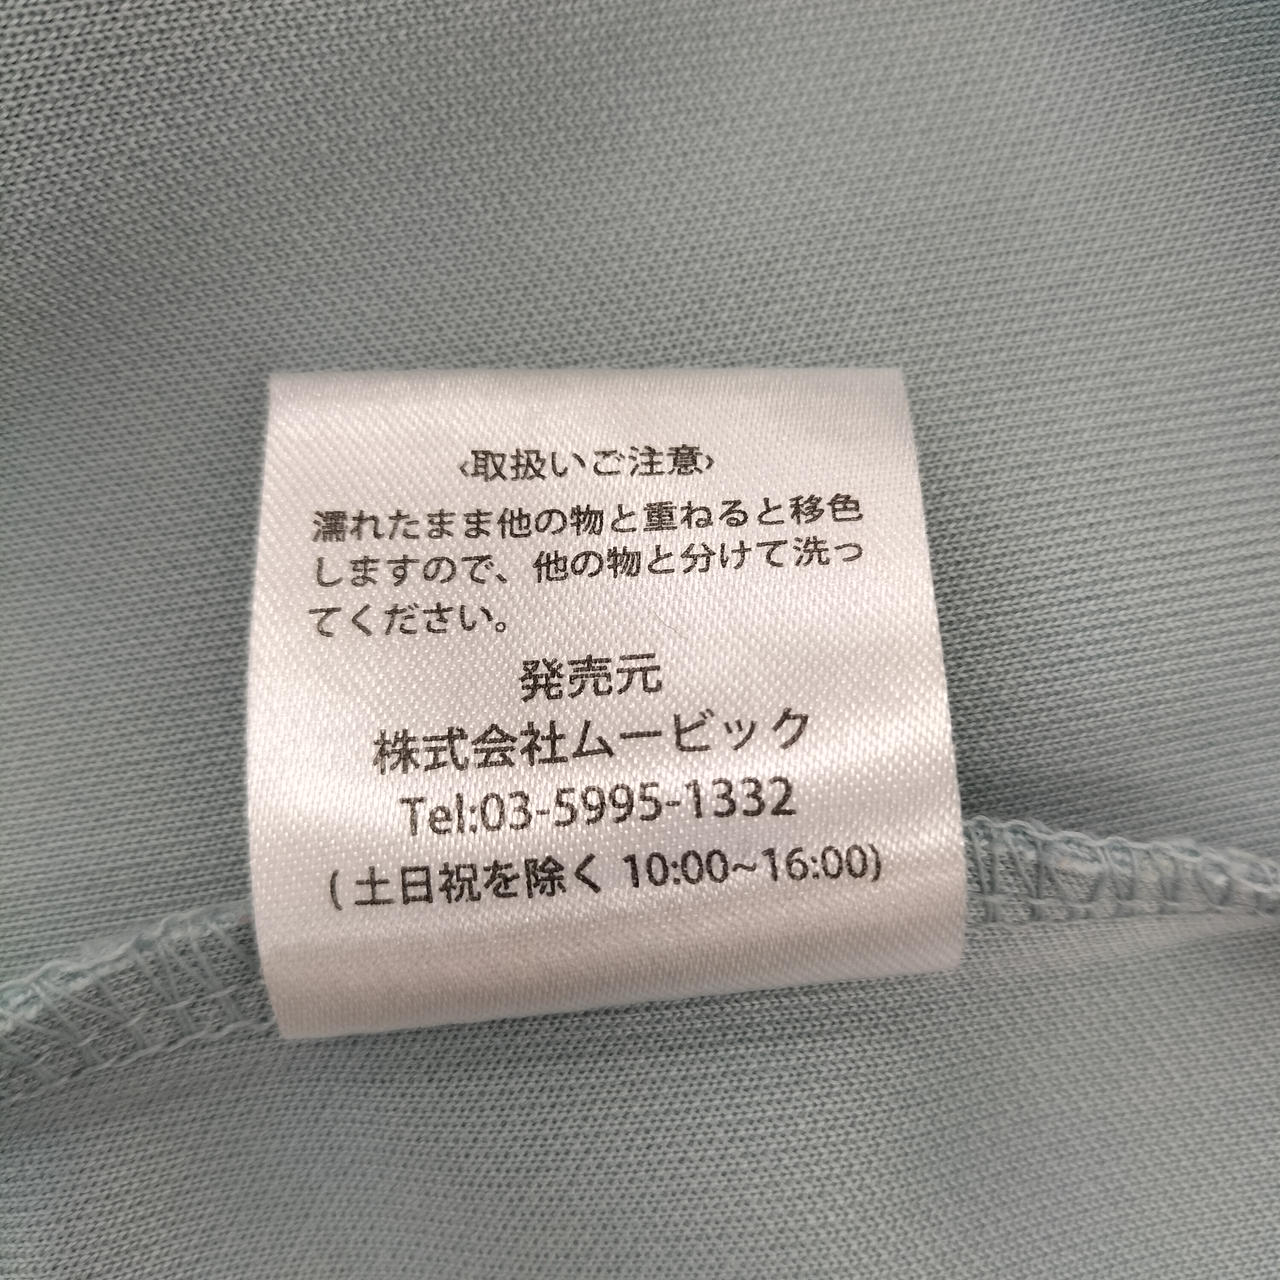 ‹取扱いご注意›
濡れたまま他の物と重ねると移色
しますので、他の物と分けて洗っ
てください。
発売元
株式会社ムービック
Tel:03-5995-1332
(土日祝を除く 10:00~16:00)